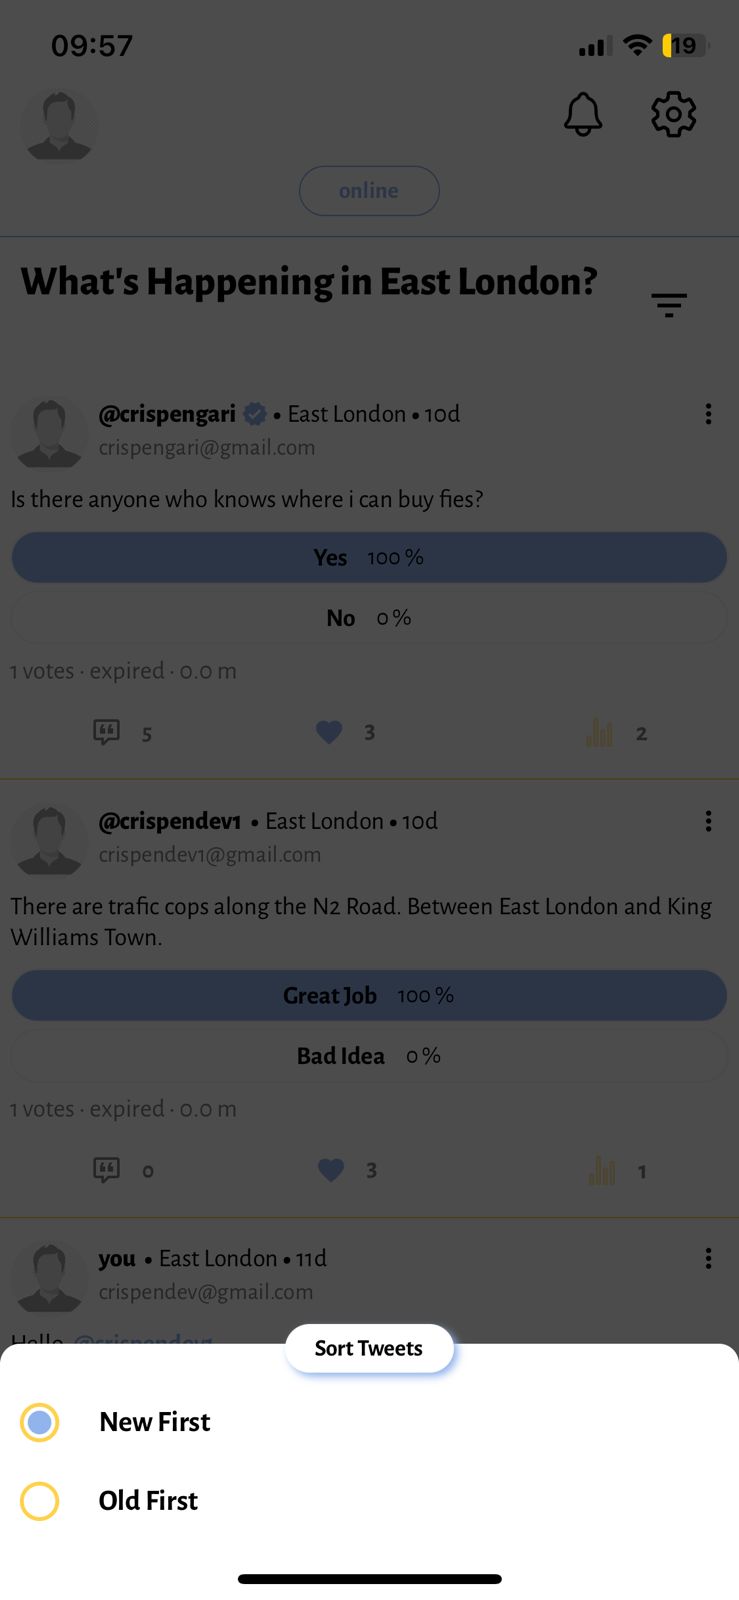 09:57
19
online
What's Happening in East London?
@crispengari • East London • 10d
crispengari@gmail.com
Is there anyone who knows where i can buy fies?
Yes 100 %
No 0 %
1 votes · expired · 0.0 m
5 3 2
@crispendev1 • East London • 10d
crispendev1@gmail.com
There are trafic cops along the N2 Road. Between East London and King
Williams Town.
Great Job 100 %
Bad Idea 0 %
1 votes · expired · 0.0 m
0 3 1
you • East London • 11d
crispendev@gmail.com
Hello @crispendev1
Sort Tweets
New First
Old First